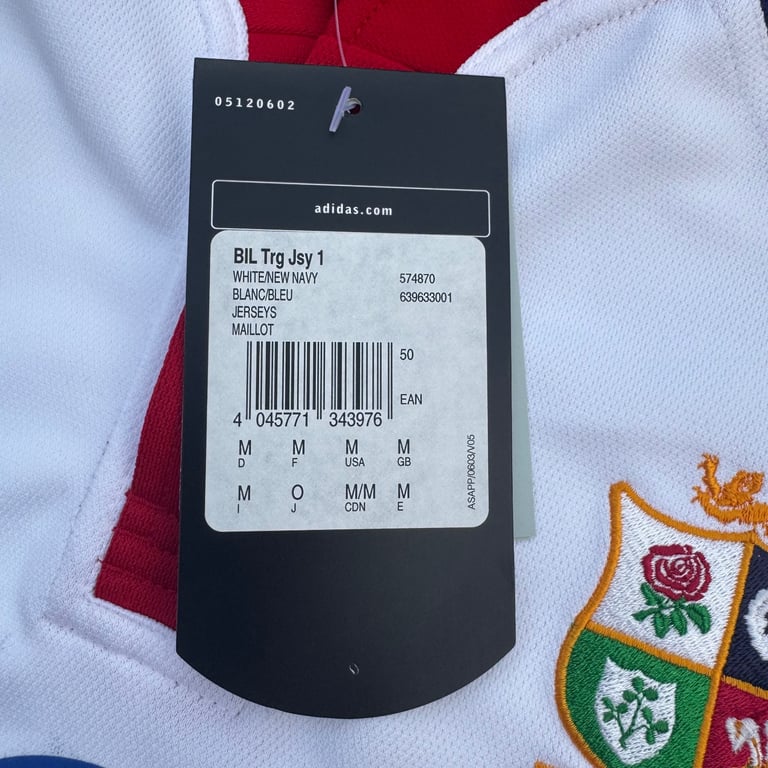 05120602
adidas.com
BIL Trg Jsy 1
WHITE/NEW NAVY 574870
BLANC/BLEU 639633001
JERSEYS
MAILLOT
50
EAN
4 045771 343976
M M M M
D F USA GB
M O M/M M
I J CDN E
ASAPP/0603/V05